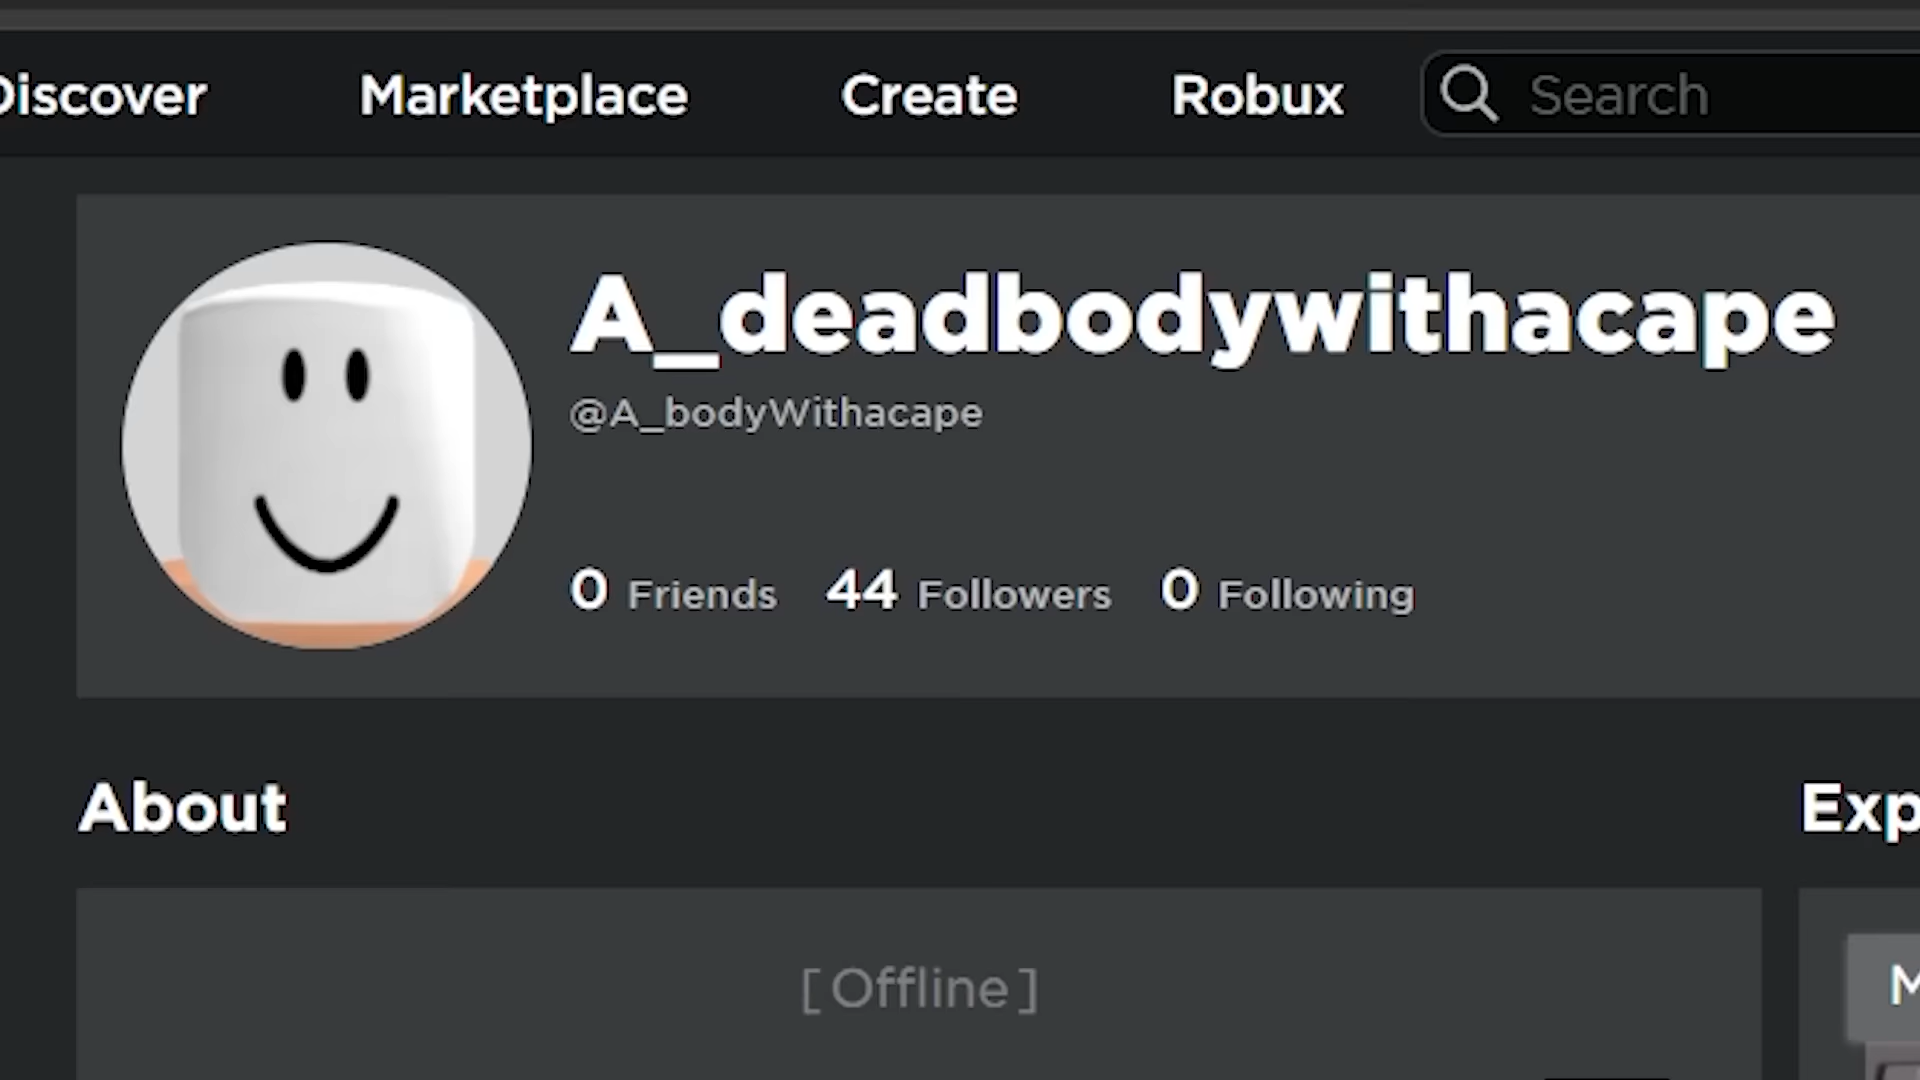 Discover Marketplace Create Robux Search
A_deadbodywithacape
@A_bodyWithacape
0 Friends 44 Followers 0 Following
About
[ Offline ]